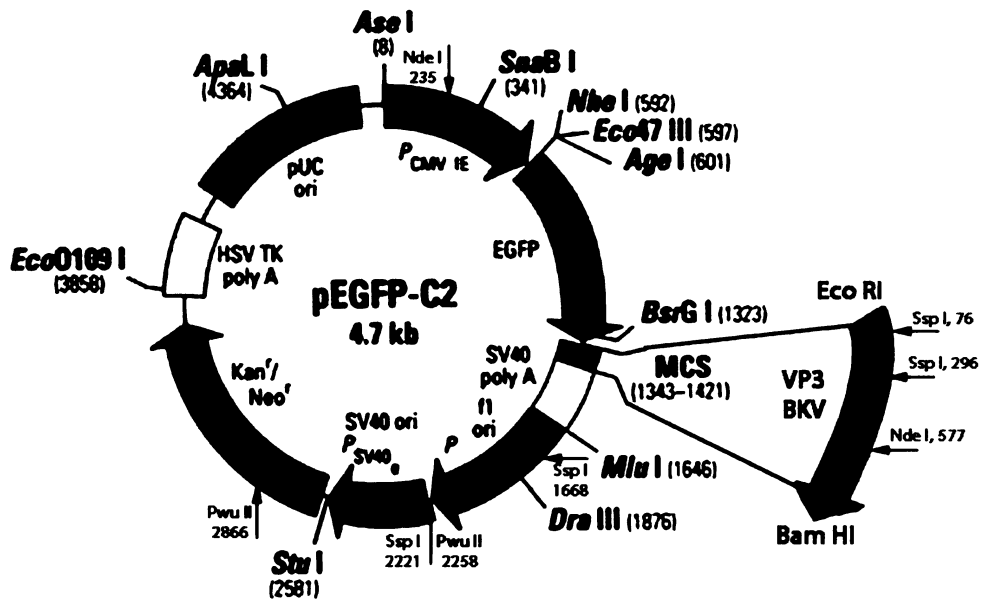 Ase I
(8)
Nde I
235
SnaB I
(341)
ApaL I
(4364)
Nhe I (592)
Eco47 III (597)
Age I (601)
pUC
ori
PCMV IE
EcoO109 I
(3858)
HSV TK
poly A
EGFP
pEGFP-C2
4.7 kb
BsrG I (1323)
Eco RI
Ssp I, 76
SV40
poly A
MCS
(1343–1421)
VP3
BKV
Ssp I, 296
Kanr/
Neor
f1
ori
SV40 ori
PSV40e
P
Nde I, 577
Mlu I (1646)
Ssp I
1668
Dra III (1876)
Bam HI
Pwu II
2866
Ssp I
2221
Pwu II
2258
Stu I
(2581)